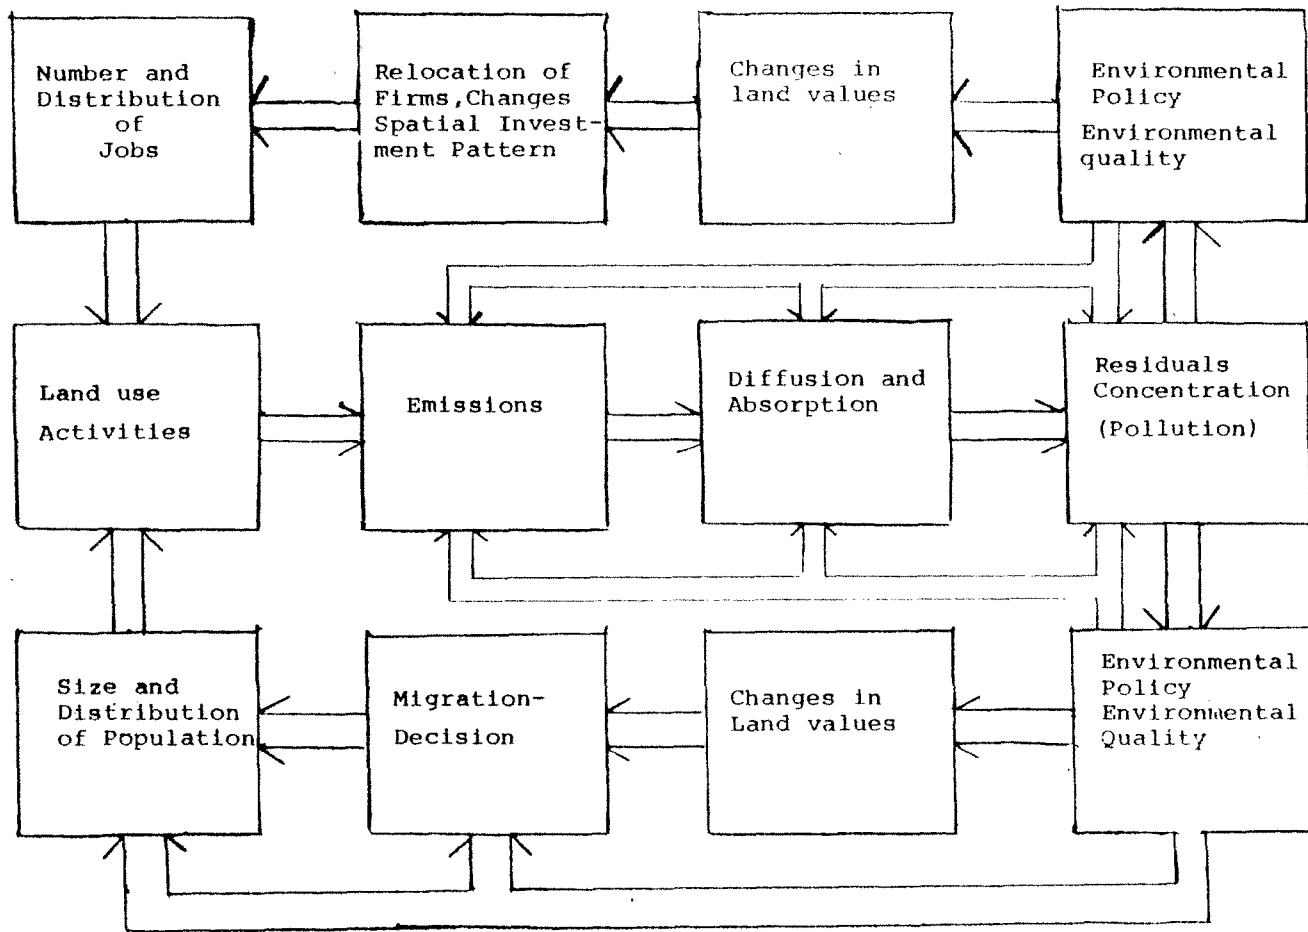 Number and
Distribution
of
Jobs
Relocation of
Firms,Changes
Spatial Invest-
ment Pattern
Changes in
land values
Environmental
Policy
Environmental
quality
Land use
Activities
Emissions
Diffusion and
Absorption
Residuals
Concentration
(Pollution)
Size and
Distribution
of Population
Migration-
Decision
Changes in
Land values
Environmental
Policy
Environmental
Quality